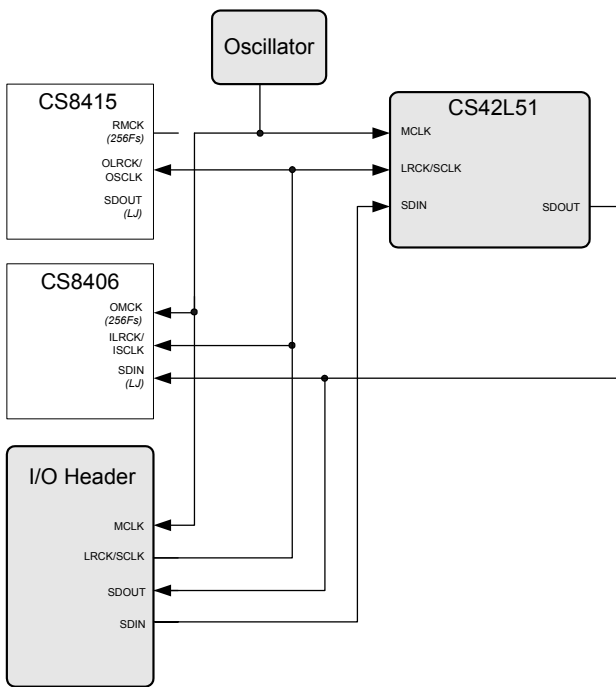 Oscillator
CS8415
RMCK
(256Fs)
OLRCK/
OSCLK
SDOUT
(LJ)
CS42L51
MCLK
LRCK/SCLK
SDIN
SDOUT
CS8406
OMCK
(256Fs)
ILRCK/
ISCLK
SDIN
(LJ)
I/O Header
MCLK
LRCK/SCLK
SDOUT
SDIN